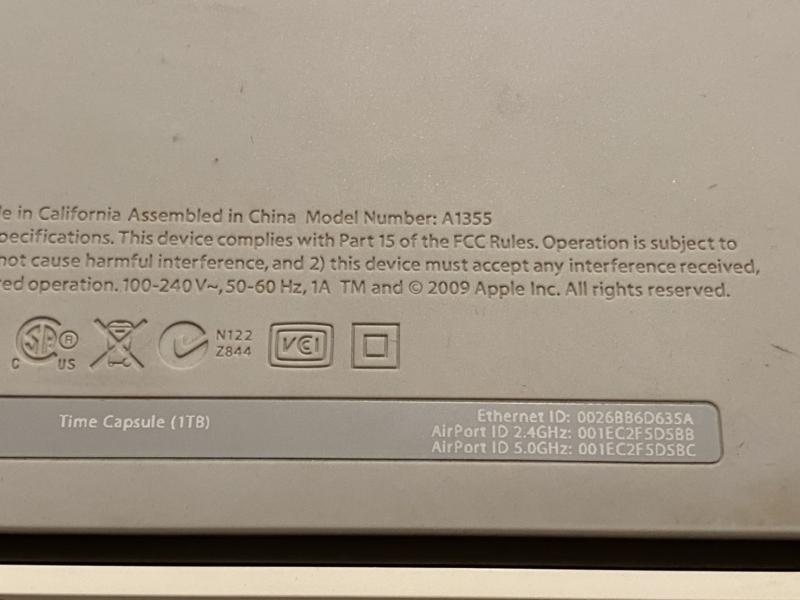 e in California Assembled in China Model Number: A1355
pecifications. This device complies with Part 15 of the FCC Rules. Operation is subject to
not cause harmful interference, and 2) this device must accept any interference received,
ed operation. 100-240 V~, 50-60 Hz, 1A TM and © 2009 Apple Inc. All rights reserved.
C SP ® US N122
Z844
VCCI
Time Capsule (1TB)
Ethernet ID: 0026BB6D635A
AirPort ID 2.4GHz: 001EC2F5D5BB
AirPort ID 5.0GHz: 001EC2F5D5BC